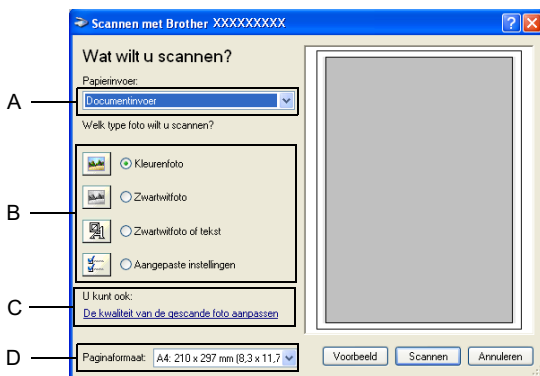 Scannen met Brother XXXXXXXXX
Wat wilt u scannen?
Papierinvoer:
A
Documentinvoer
Welk type foto wilt u scannen?
Kleurenfoto
Zwartwitfoto
B
Zwartwitfoto of tekst
Aangepaste instellingen
U kunt ook:
C
De kwaliteit van de gescande foto aanpassen
D
Paginaformaat: A4: 210 x 297 mm (8,3 x 11,7
Voorbeeld Scannen Annuleren